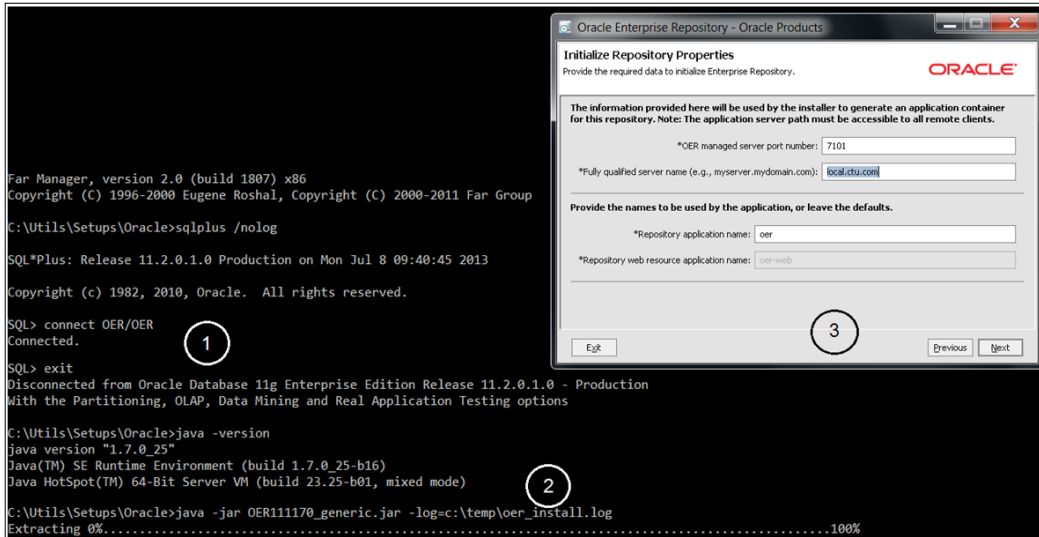 Far Manager, version 2.0 (build 1807) x86
Copyright (C) 1996-2000 Eugene Roshal, Copyright (C) 2000-2011 Far Group
C:\Utils\Setups\Oracle>sqlplus /nolog
SQL*Plus: Release 11.2.0.1.0 Production on Mon Jul 8 09:40:45 2013
Copyright (c) 1982, 2010, Oracle.  All rights reserved.
SQL> connect OER/OER
Connected.
1
SQL> exit
Disconnected from Oracle Database 11g Enterprise Edition Release 11.2.0.1.0 - Production
With the Partitioning, OLAP, Data Mining and Real Application Testing options
C:\Utils\Setups\Oracle>java -version
java version "1.7.0_25"
Java(TM) SE Runtime Environment (build 1.7.0_25-b16)
Java HotSpot(TM) 64-Bit Server VM (build 23.25-b01, mixed mode)
2
C:\Utils\Setups\Oracle>java -jar OER111170_generic.jar -log=c:\temp\oer_install.log
Extracting 0%....................................................................................................100%
Oracle Enterprise Repository - Oracle Products
Initialize Repository Properties
Provide the required data to initialize Enterprise Repository.
ORACLE
The information provided here will be used by the installer to generate an application container
for this repository. Note: The application server path must be accessible to all remote clients.
*OER managed server port number: 7101
*Fully qualified server name (e.g., myserver.mydomain.com): local.ctu.com
Provide the names to be used by the application, or leave the defaults.
*Repository application name: oer
*Repository web resource application name: oer-web
3
Exit
Previous
Next